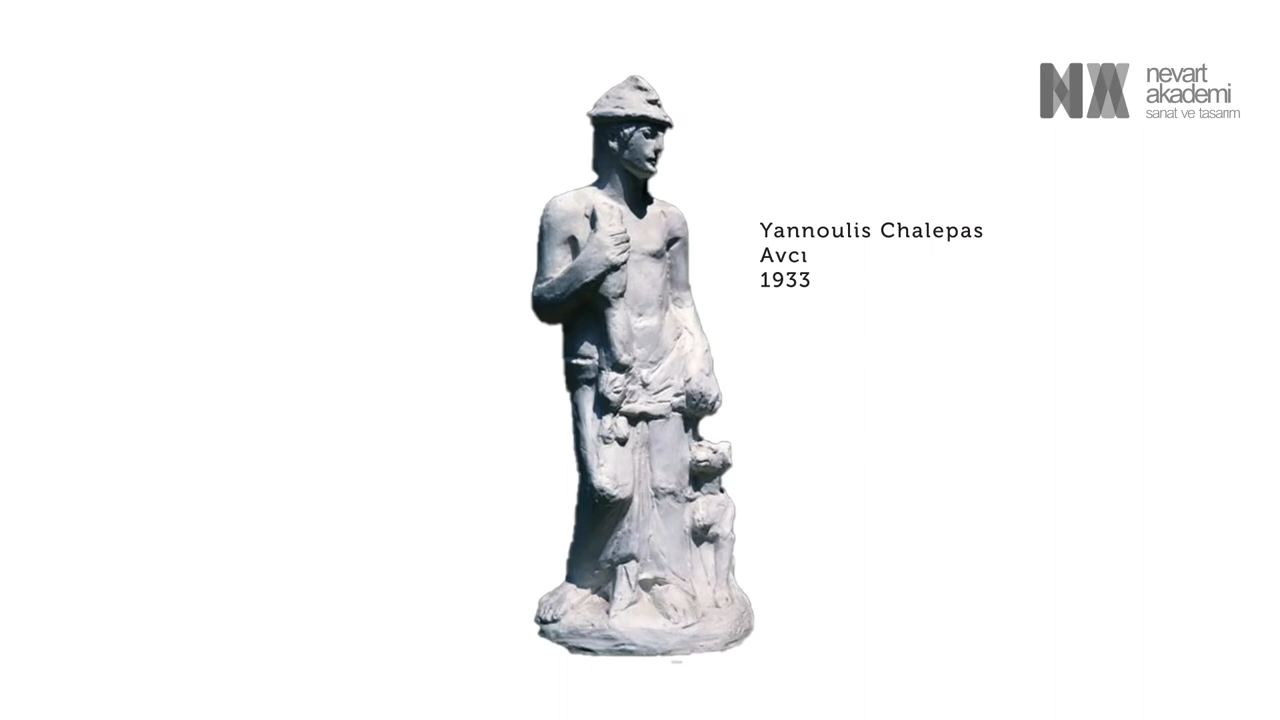 nevart
akademi
sanat ve tasarım
Yannoulis Chalepas
Avcı
1933